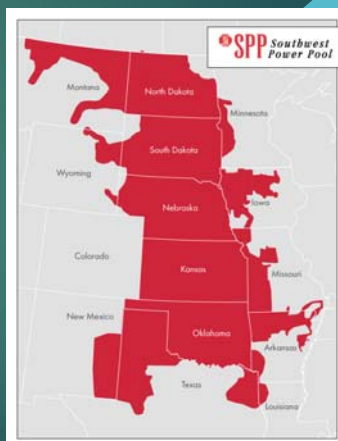 SPP Southwest
Power Pool
Montana
North Dakota
Minnesota
South Dakota
Wyoming
Iowa
Nebraska
Colorado
Kansas
Missouri
New Mexico
Oklahoma
Arkansas
Texas
Louisiana